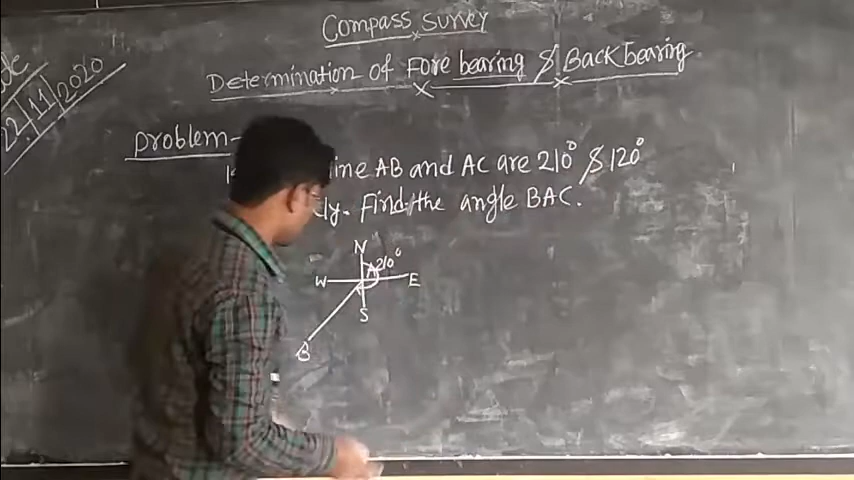 Compass survey
Determination of Fore bearing & Back bearing
22/11/2020
problem-
line AB and AC are 210° & 120°
ly. Find the angle BAC.
N
A 210°
W E
S
B